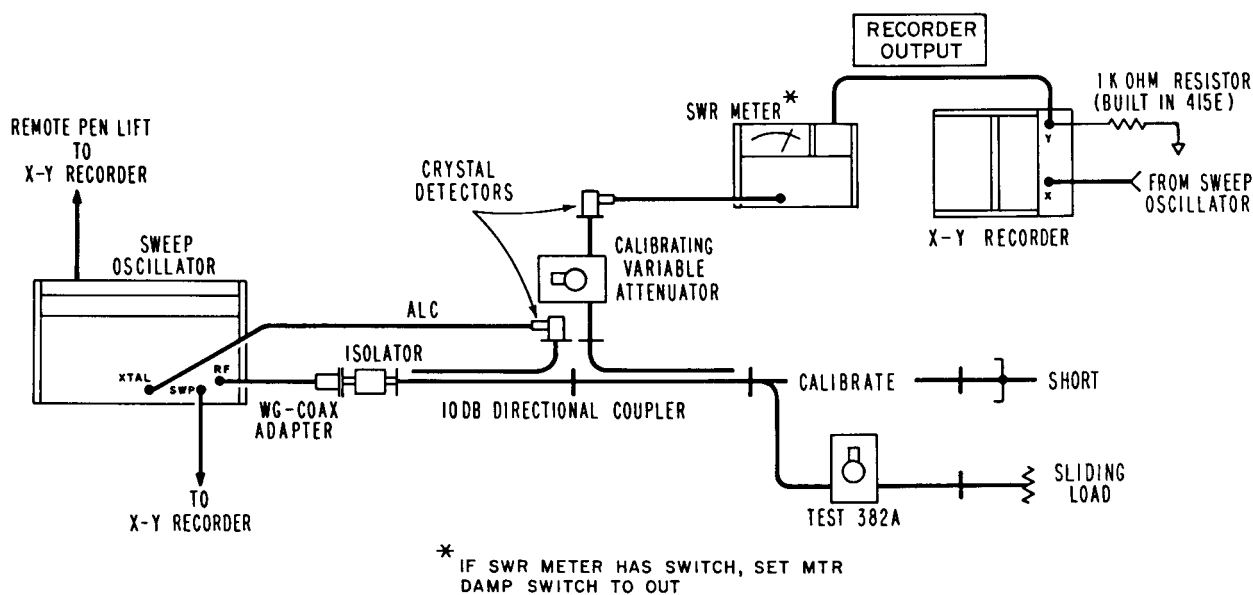 RECORDER
OUTPUT
1K OHM RESISTOR
(BUILT IN 415E)
SWR METER*
REMOTE PEN LIFT
TO
X-Y RECORDER
CRYSTAL
DETECTORS
Y
X
FROM SWEEP
OSCILLATOR
X-Y RECORDER
SWEEP
OSCILLATOR
CALIBRATING
VARIABLE
ATTENUATOR
ALC
ISOLATOR
XTAL
SWP
RF
WG-COAX
ADAPTER
10DB DIRECTIONAL COUPLER
CALIBRATE
SHORT
TO
X-Y RECORDER
TEST 382A
SLIDING
LOAD
* IF SWR METER HAS SWITCH, SET MTR
DAMP SWITCH TO OUT